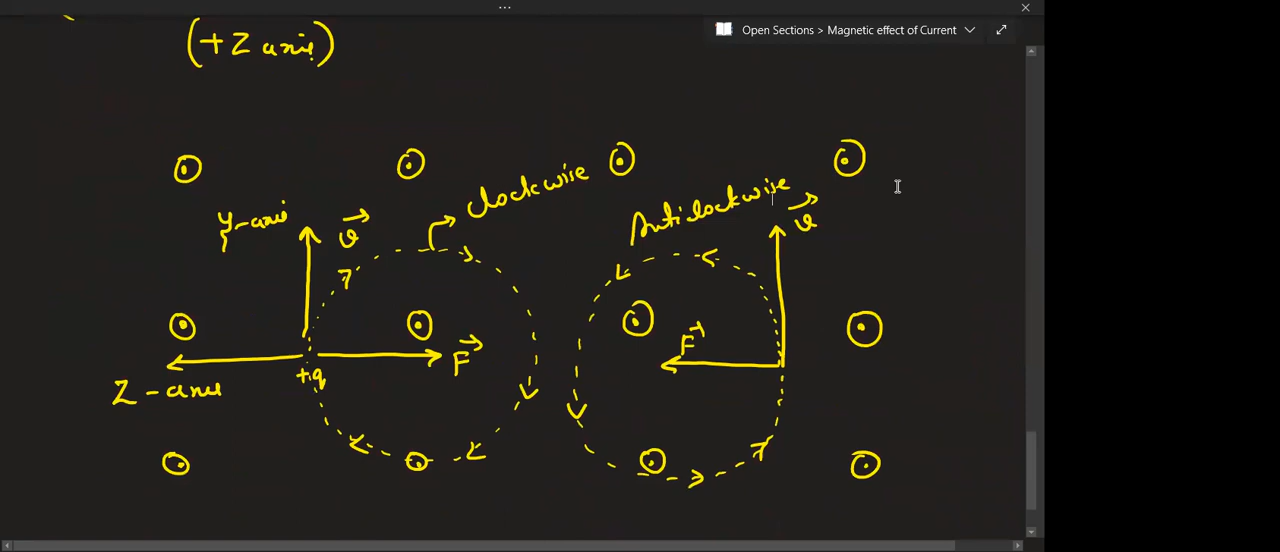 Open Sections > Magnetic effect of Current
(+Z axis)
Clockwise
Anticlockwise
Y-axis
v
v
F
F
+q
Z-axis